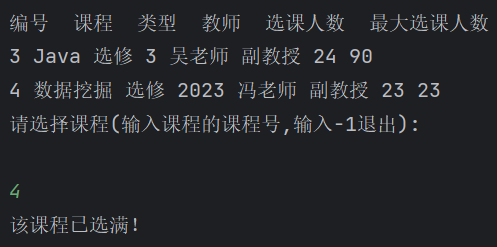 编号  课程  类型  教师  选课人数  最大选课人数
3 Java 选修 3 吴老师 副教授 24 90
4 数据挖掘 选修 2023 冯老师 副教授 23 23
请选择课程(输入课程的课程号,输入-1退出):
4
该课程已选满!